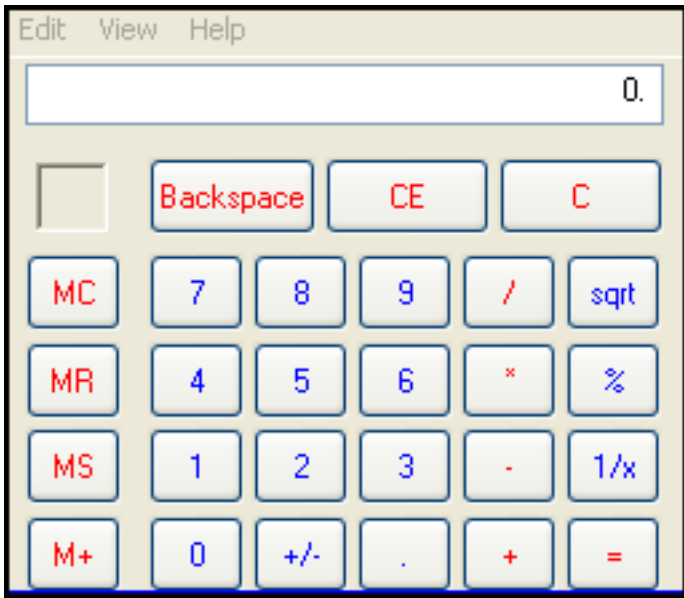 Edit View Help
0.
Backspace CE C
MC 7 8 9 / sqrt
MR 4 5 6 * %
MS 1 2 3 - 1/x
M+ 0 +/- . + =